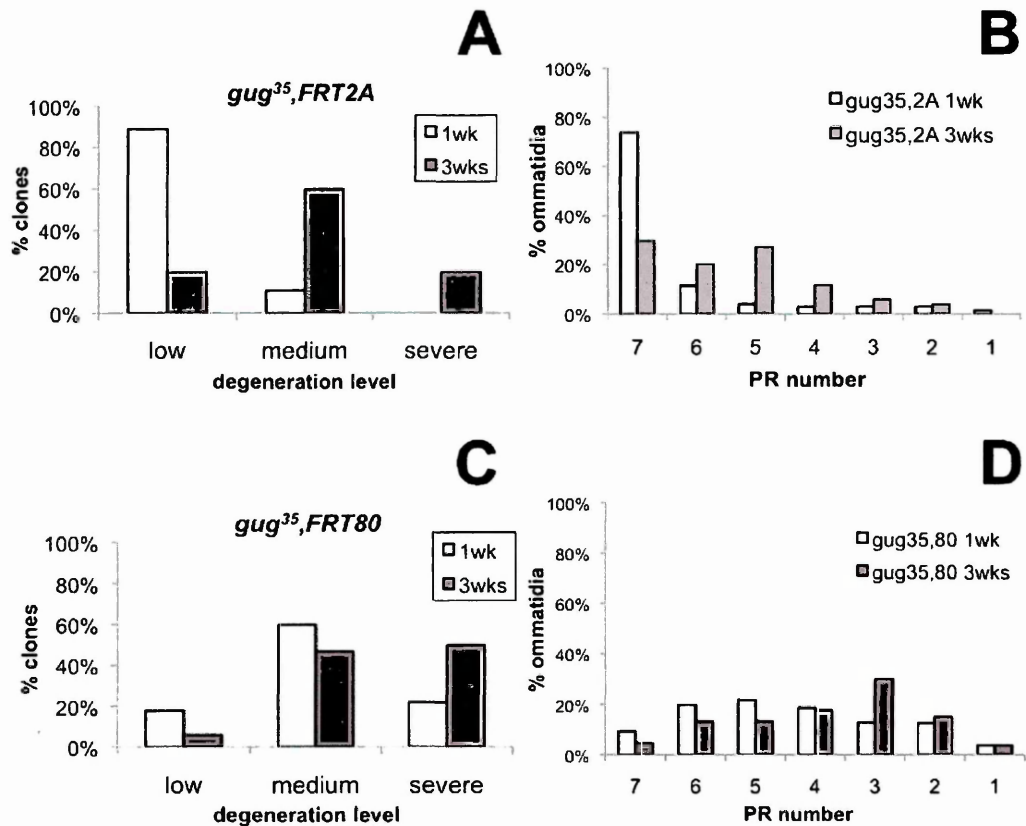 A
gug³⁵,FRT2A
1wk
3wks
100%
80%
60%
40%
20%
0%
% clones
low medium severe
degeneration level
B
gug35,2A 1wk
gug35,2A 3wks
100%
80%
60%
40%
20%
0%
% ommatidia
7 6 5 4 3 2 1
PR number
C
gug³⁵,FRT80
1wk
3wks
100%
80%
60%
40%
20%
0%
% clones
low medium severe
degeneration level
D
gug35,80 1wk
gug35,80 3wks
100%
80%
60%
40%
20%
0%
% ommatidia
7 6 5 4 3 2 1
PR number